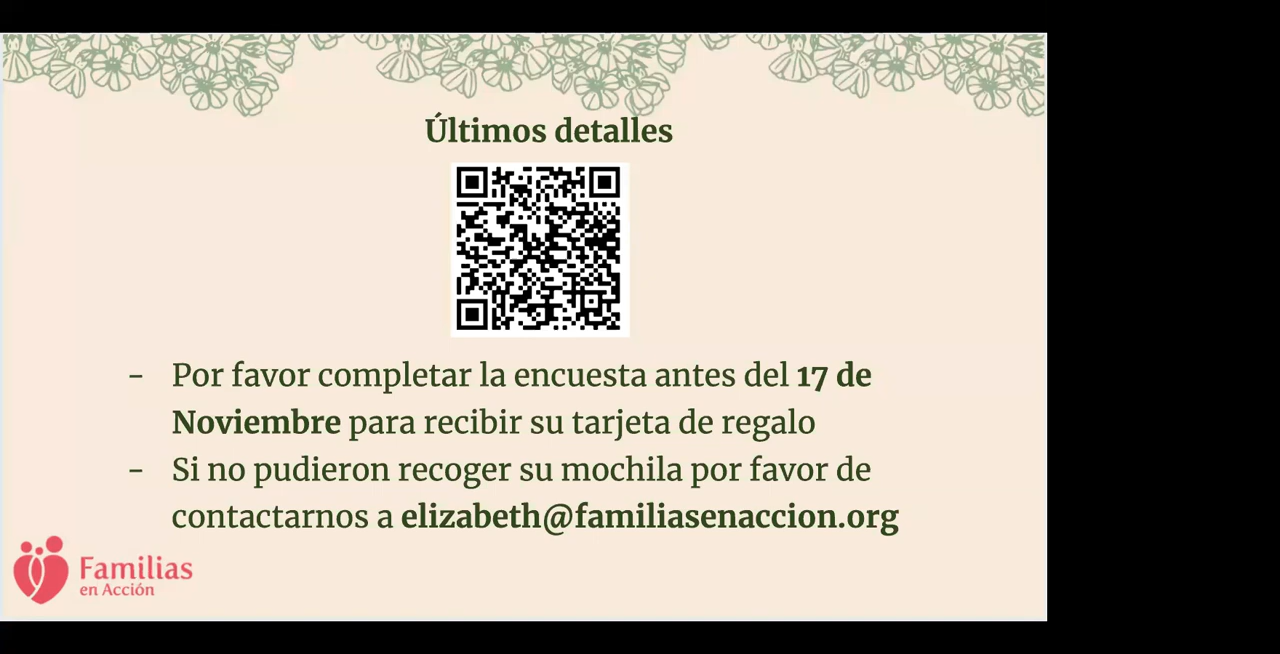 Últimos detalles
- Por favor completar la encuesta antes del 17 de
Noviembre para recibir su tarjeta de regalo
- Si no pudieron recoger su mochila por favor de
contactarnos a elizabeth@familiasenaccion.org
Familias
en Acción